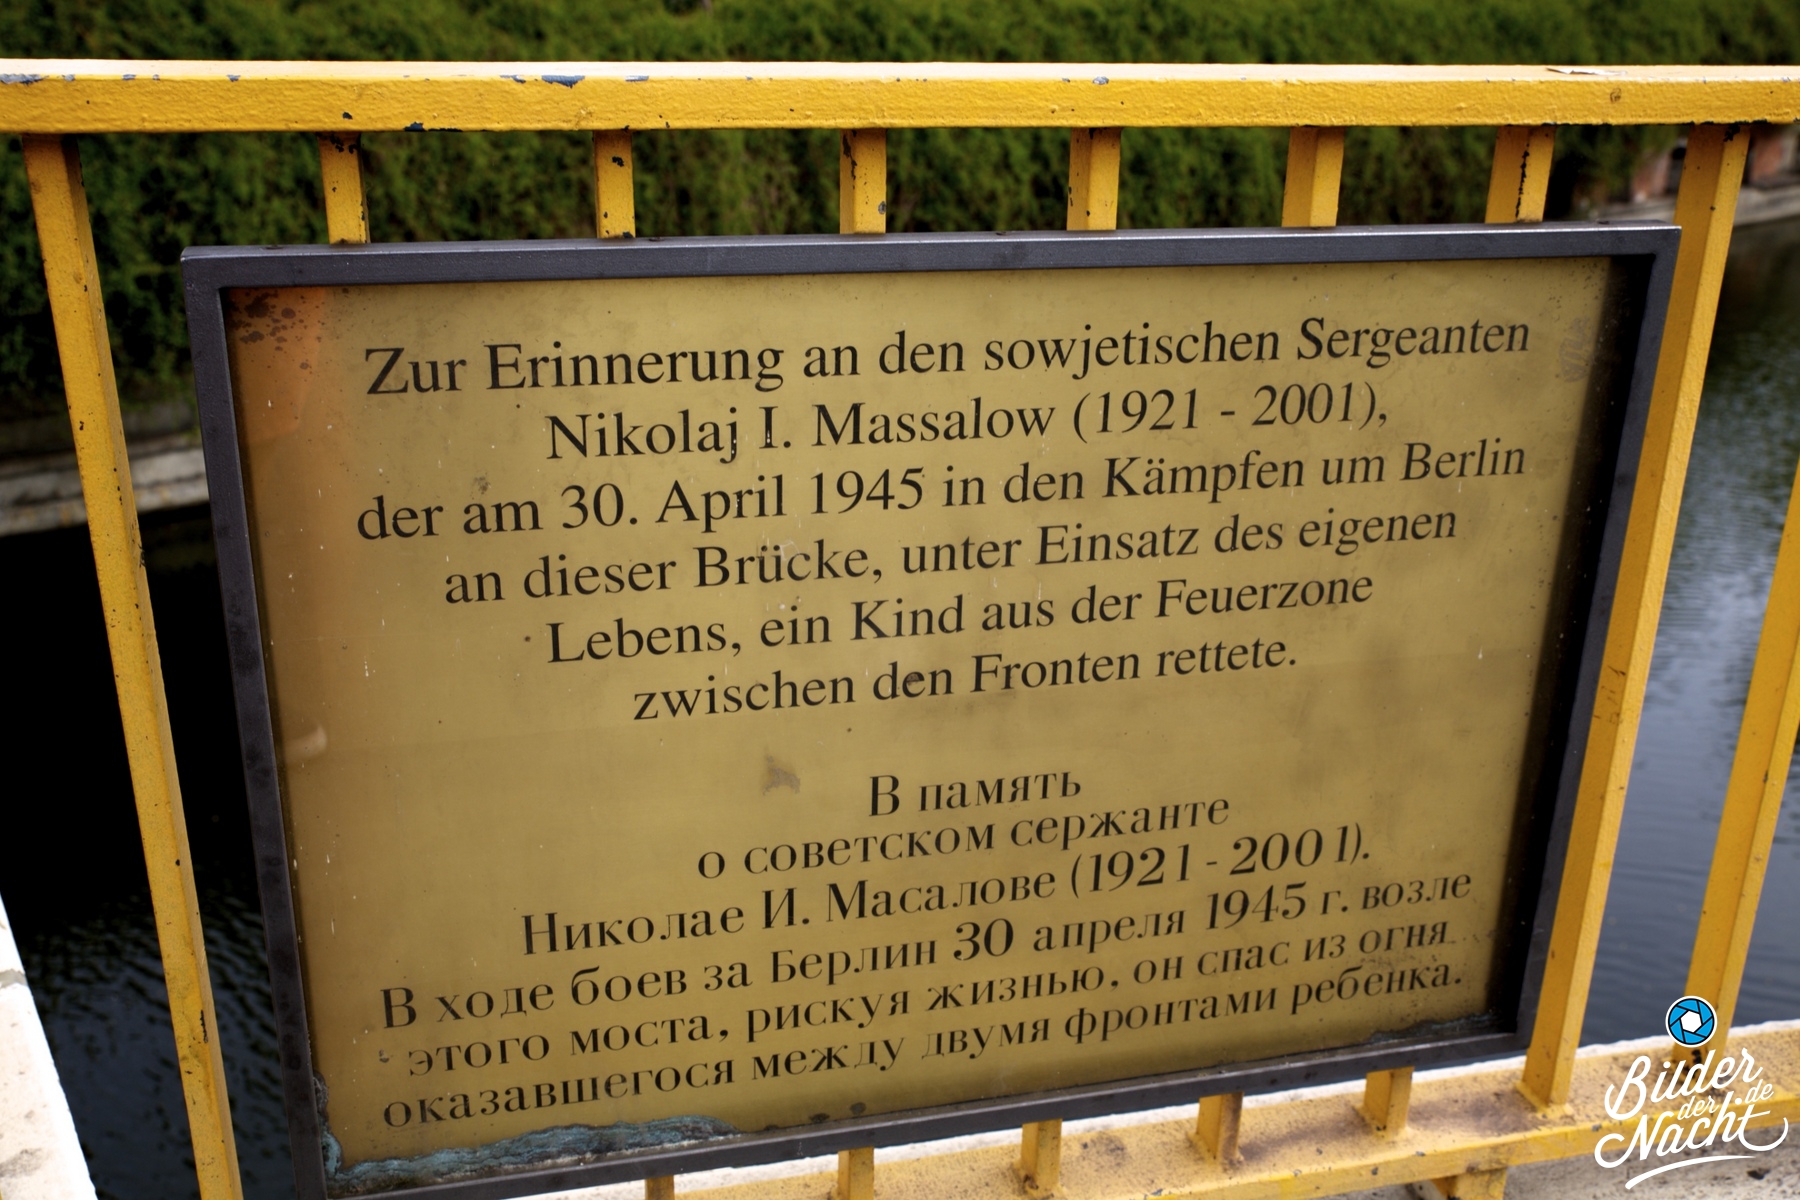 Zur Erinnerung an den sowjetischen Sergeanten
Nikolaj I. Massalow (1921 - 2001),
der am 30. April 1945 in den Kämpfen um Berlin
an dieser Brücke, unter Einsatz des eigenen
Lebens, ein Kind aus der Feuerzone
zwischen den Fronten rettete.
В память
о советском сержанте
Николае И. Масалове (1921 - 2001).
В ходе боев за Берлин 30 апреля 1945 г. возле
этого моста, рискуя жизнью, он спас из огня
оказавшегося между двумя фронтами ребенка.
Bilder
der
Nacht
.de